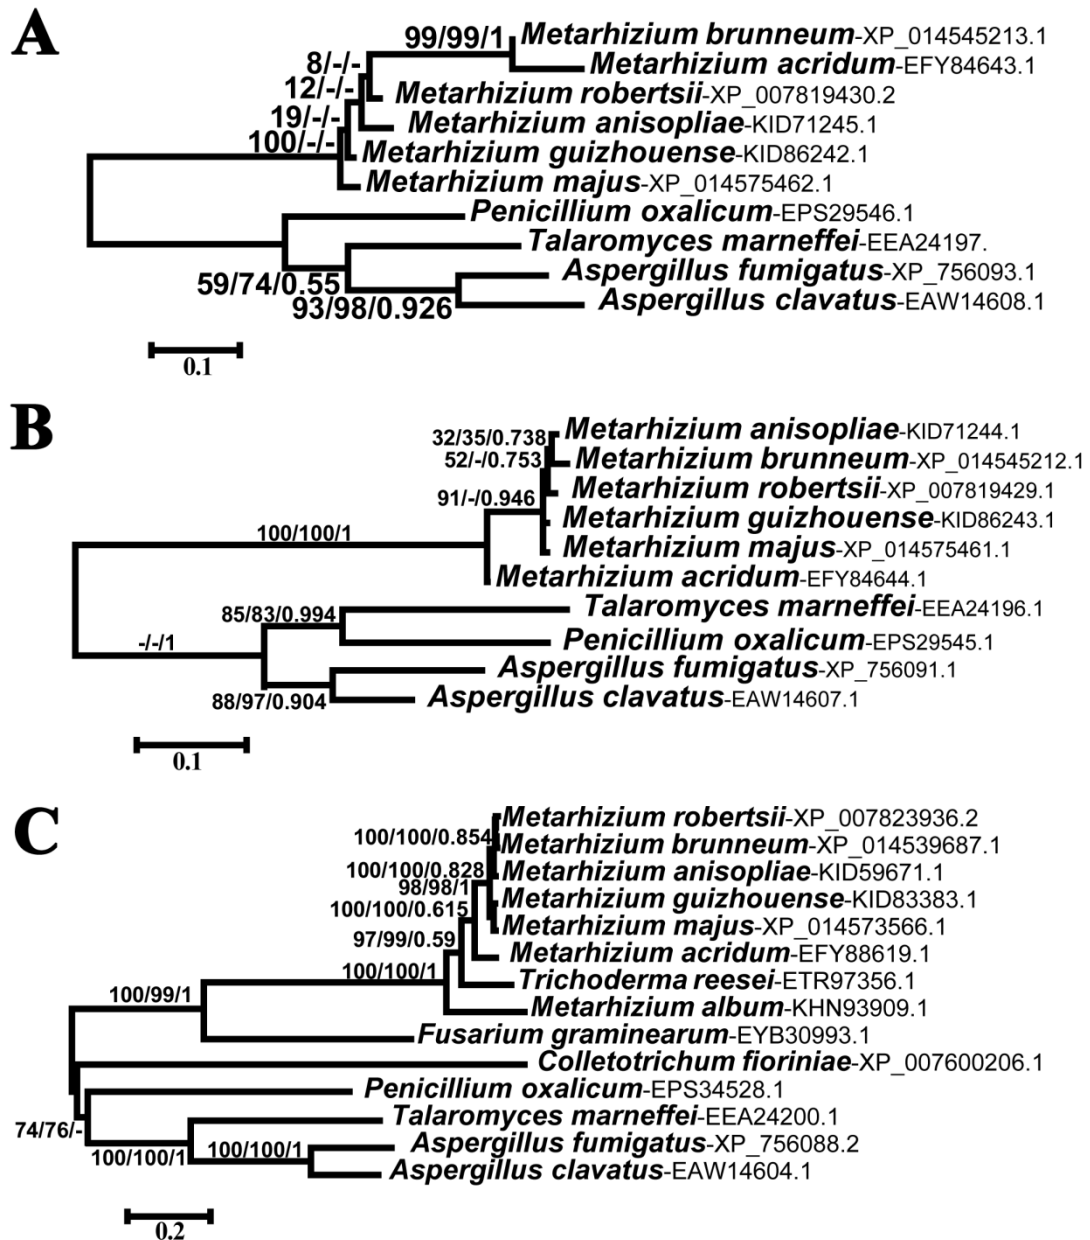 A
99/99/1
Metarhizium brunneum-XP_014545213.1
8/-/-
Metarhizium acridum-EFY84643.1
12/-/-
Metarhizium robertsii-XP_007819430.2
19/-/-
Metarhizium anisopliae-KID71245.1
100/-/-
Metarhizium guizhouense-KID86242.1
Metarhizium majus-XP_014575462.1
Penicillium oxalicum-EPS29546.1
Talaromyces marneffei-EEA24197.
Aspergillus fumigatus-XP_756093.1
59/74/0.55
Aspergillus clavatus-EAW14608.1
93/98/0.926
0.1
B
Metarhizium anisopliae-KID71244.1
32/35/0.738
52/-/0.753
Metarhizium brunneum-XP_014545212.1
Metarhizium robertsii-XP_007819429.1
91/-/0.946
Metarhizium guizhouense-KID86243.1
100/100/1
Metarhizium majus-XP_014575461.1
Metarhizium acridum-EFY84644.1
Talaromyces marneffei-EEA24196.1
85/83/0.994
-/-/1
Penicillium oxalicum-EPS29545.1
Aspergillus fumigatus-XP_756091.1
88/97/0.904
Aspergillus clavatus-EAW14607.1
0.1
C
Metarhizium robertsii-XP_007823936.2
100/100/0.854
Metarhizium brunneum-XP_014539687.1
100/100/0.828
Metarhizium anisopliae-KID59671.1
98/98/1
Metarhizium guizhouense-KID83383.1
100/100/0.615
Metarhizium majus-XP_014573566.1
97/99/0.59
Metarhizium acridum-EFY88619.1
100/100/1
Trichoderma reesei-ETR97356.1
100/99/1
Metarhizium album-KHN93909.1
Fusarium graminearum-EYB30993.1
Colletotrichum fioriniae-XP_007600206.1
Penicillium oxalicum-EPS34528.1
Talaromyces marneffei-EEA24200.1
74/76/-
Aspergillus fumigatus-XP_756088.2
100/100/1
100/100/1
Aspergillus clavatus-EAW14604.1
0.2